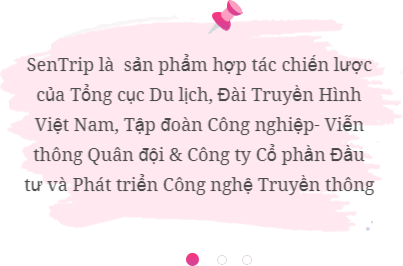 SenTrip là sản phẩm hợp tác chiến lược
của Tổng cục Du lịch, Đài Truyền Hình
Việt Nam, Tập đoàn Công nghiệp- Viễn
thông Quân đội & Công ty Cổ phần Đầu
tư và Phát triển Công nghệ Truyền thông